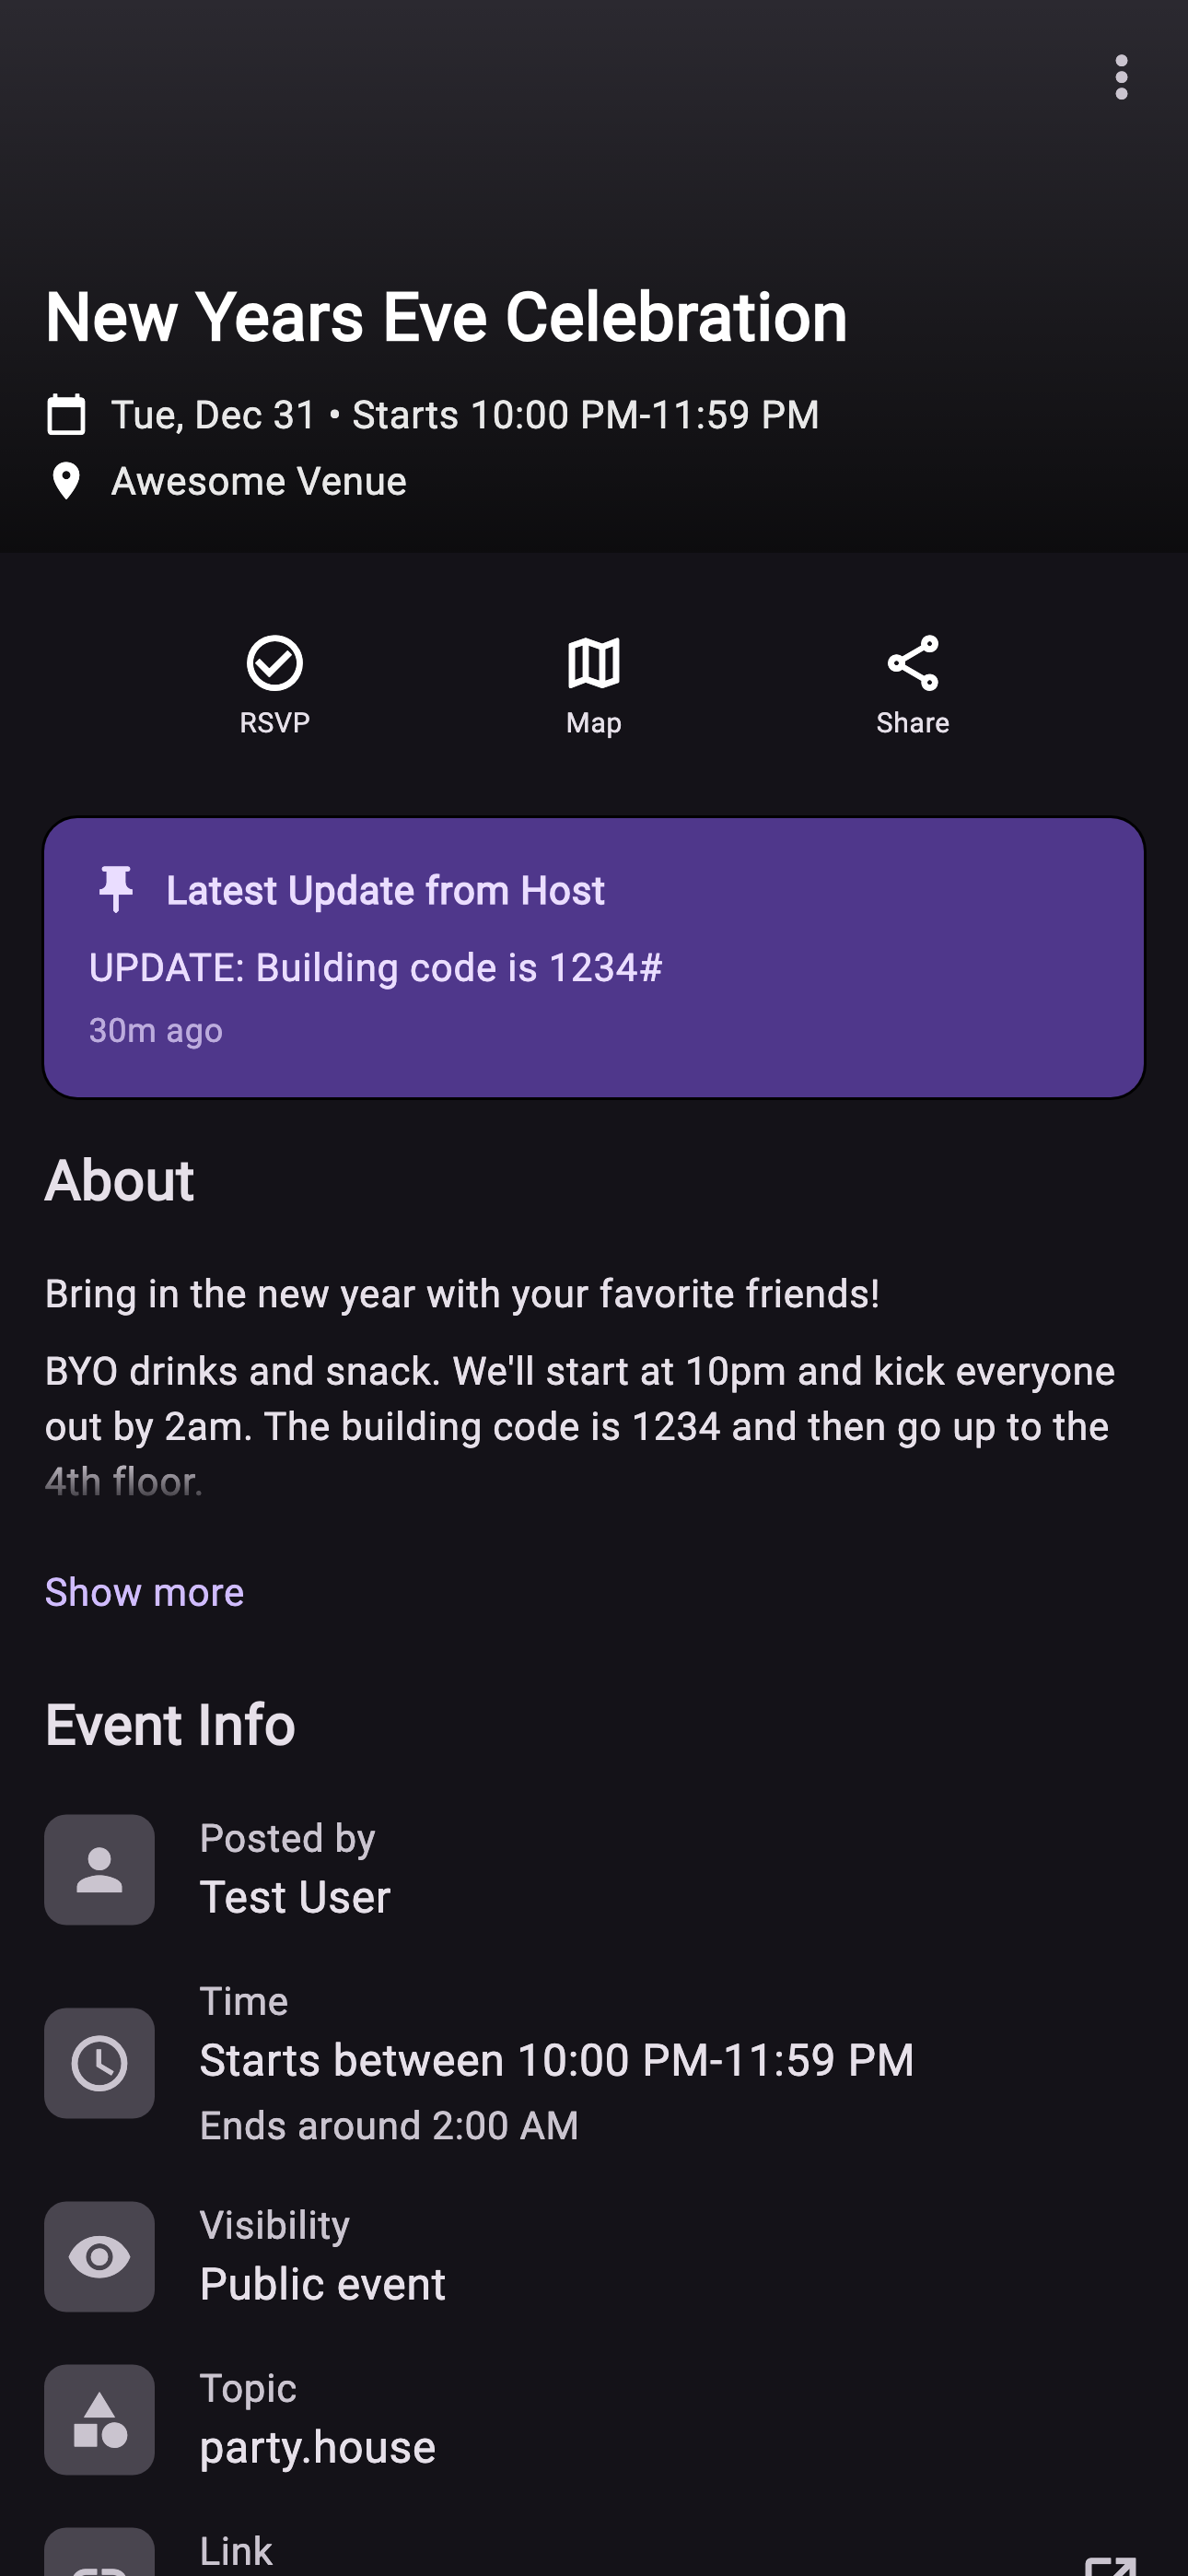 New Years Eve Celebration
Tue, Dec 31 • Starts 10:00 PM-11:59 PM
Awesome Venue
RSVP
Map
Share
Latest Update from Host
UPDATE: Building code is 1234#
30m ago
About
Bring in the new year with your favorite friends!
BYO drinks and snack. We'll start at 10pm and kick everyone
out by 2am. The building code is 1234 and then go up to the
4th floor.
Show more
Event Info
Posted by
Test User
Time
Starts between 10:00 PM-11:59 PM
Ends around 2:00 AM
Visibility
Public event
Topic
party.house
Link